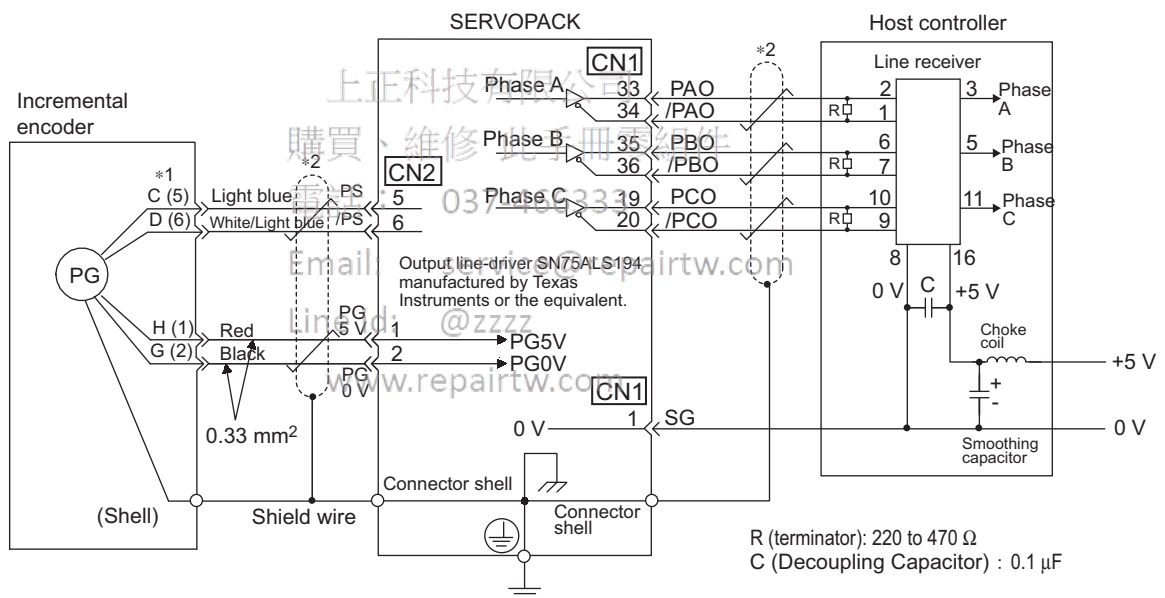 SERVOPACK
Host controller
Incremental
encoder
*1
C (5)
D (6)
PG
H (1)
G (2)
(Shell)
Light blue
White/Light blue
Red
Black
0.33 mm²
Shield wire
*2
PS
/PS
PG
5 V
PG
0 V
CN2
5
6
1
2
PG5V
PG0V
Output line-driver SN75ALS194
manufactured by Texas
Instruments or the equivalent.
CN1
Phase A
33
34
PAO
/PAO
Phase B
35
36
PBO
/PBO
Phase C
19
20
PCO
/PCO
*2
CN1
0 V
1
SG
Connector shell
Connector
shell
Line receiver
R
2
1
3
Phase
A
R
6
7
5
Phase
B
R
10
9
11
Phase
C
8
16
0 V
C
+5 V
Choke
coil
+5 V
+
-
0 V
Smoothing
capacitor
R (terminator): 220 to 470 Ω
C (Decoupling Capacitor) : 0.1 µF
上正科技有限公司
購買、維修 此手冊零組件
電話： 037-466333
Email: service@repairtw.com
Line id: @zzzz
www.repairtw.com